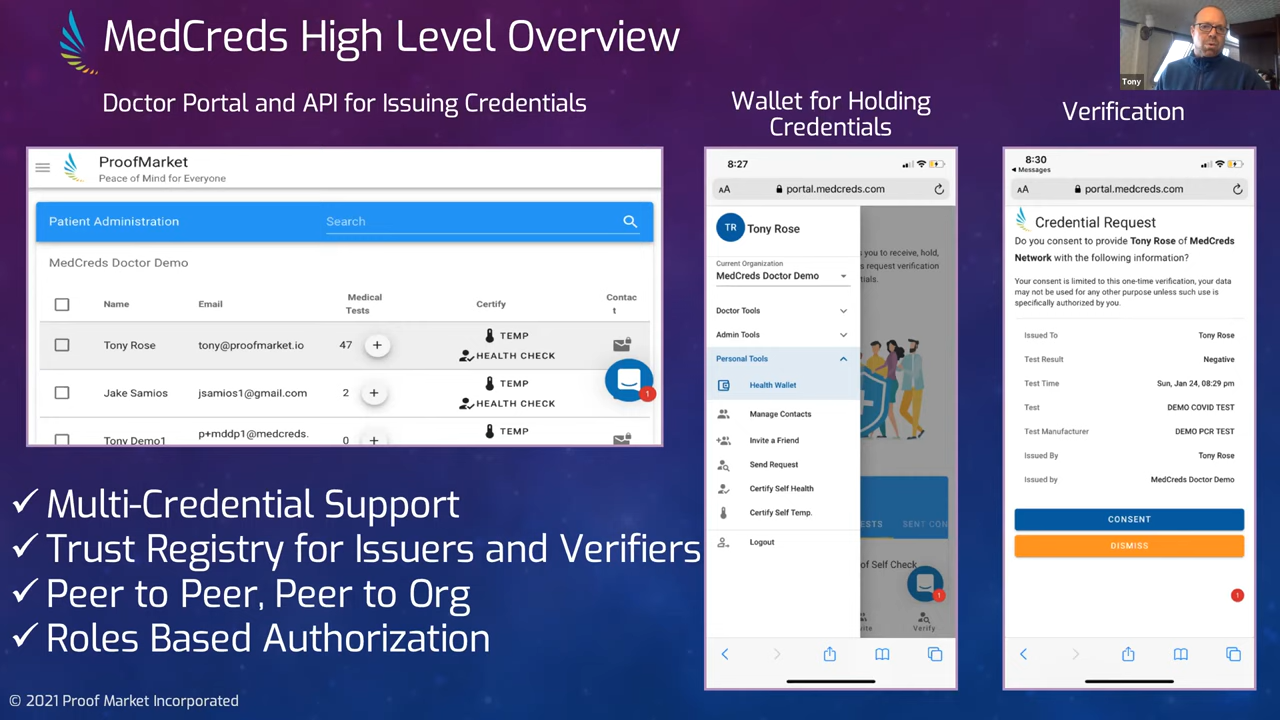 MedCreds High Level Overview
Tony
Doctor Portal and API for Issuing Credentials
ProofMarket
Peace of Mind for Everyone
Patient Administration
Search
MedCreds Doctor Demo
Name Email Medical Tests Certify Contac t
Tony Rose tony@proofmarket.io 47 + TEMP
HEALTH CHECK
Jake Samios jsamios1@gmail.com 2 + TEMP
HEALTH CHECK
1
Tony Demo1 p+mddp1@medcreds. 0 + TEMP
Multi-Credential Support
Trust Registry for Issuers and Verifiers
Peer to Peer, Peer to Org
Roles Based Authorization
© 2021 Proof Market Incorporated
Wallet for Holding
Credentials
8:27
AA portal.medcreds.com
TR Tony Rose
Current Organization
MedCreds Doctor Demo
you to receive, hold,
s request verification
tials.
Doctor Tools
Admin Tools
Personal Tools
Health Wallet
Manage Contacts
Invite a Friend
Send Request
Certify Self Health
Certify Self Temp.
Logout
ESTS SENT CON
of Self Check
1
vite Verify
Verification
8:30
Messages
AA portal.medcreds.com
Credential Request
Do you consent to provide Tony Rose of MedCreds
Network with the following information?
Your consent is limited to this one-time verification, your data
may not be used for any other purpose unless such use is
specifically authorized by you.
Issued To Tony Rose
Test Result Negative
Test Time Sun, Jan 24, 08:29 pm
Test DEMO COVID TEST
Test Manufacturer DEMO PCR TEST
Issued By Tony Rose
Issued by MedCreds Doctor Demo
CONSENT
DISMISS
1